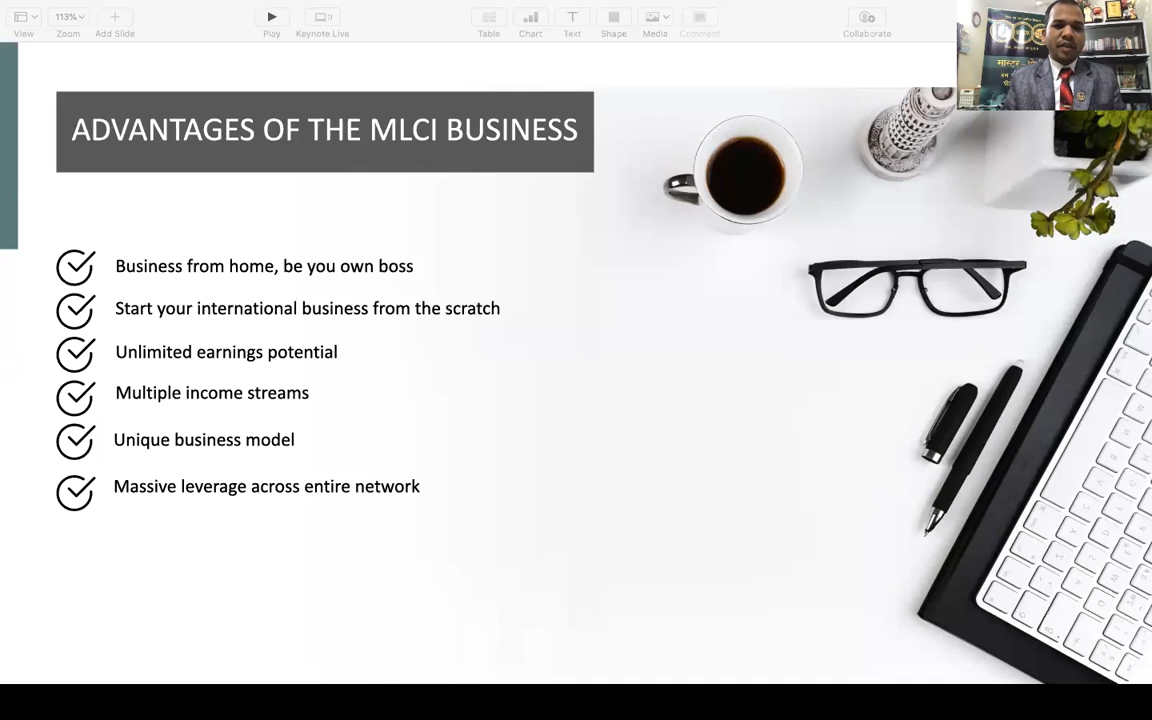 113%
View
Zoom
Add Slide
Play
Keynote Live
Table
Chart
Text
Shape
Media
Comment
Collaborate
ADVANTAGES OF THE MLCI BUSINESS
Business from home, be you own boss
Start your international business from the scratch
Unlimited earnings potential
Multiple income streams
Unique business model
Massive leverage across entire network